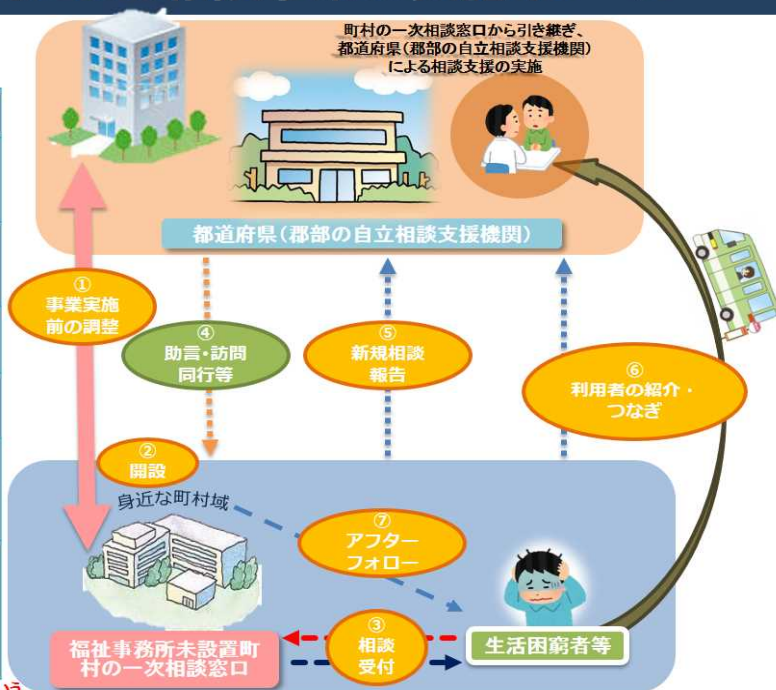 町村の一次相談窓口から引き継ぎ、
都道府県(郡部の自立相談支援機関)
による相談支援の実施
都道府県(郡部の自立相談支援機関)
①
事業実施
前の調整
④
助言・訪問
同行等
⑤
新規相談
報告
⑥
利用者の紹介・
つなぎ
②
開設
身近な町村域
⑦
アフター
フォロー
③
相談
受付
福祉事務所未設置町
村の一次相談窓口
生活困窮者等